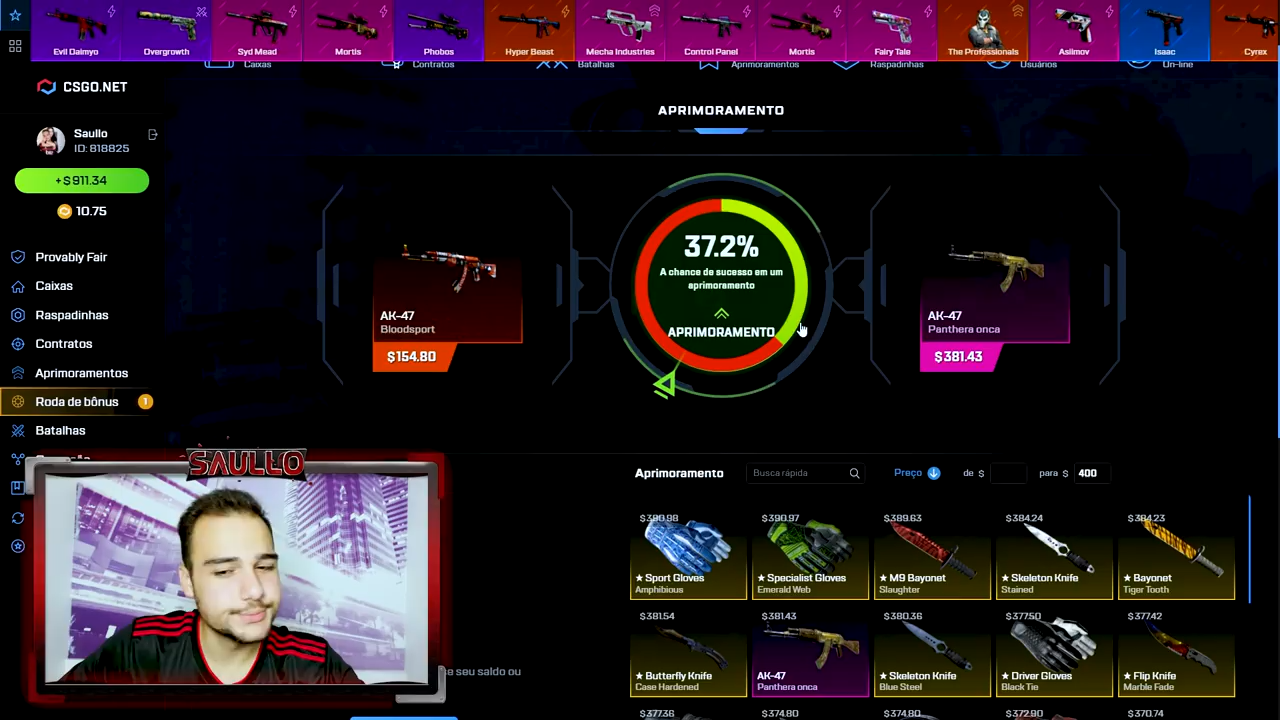 Evil Daimyo
Overgrowth
Syd Mead
Mortis
Phobos
Hyper Beast
Mecha Industries
Control Panel
Mortis
Fairy Tale
The Professionals
Asiimov
Isaac
Cyrex
Caixas
Contratos
Batalhas
Aprimoramentos
Raspadinhas
Usuários
On-line
CSGO.NET
Saullo
ID: 818825
+$911.34
10.75
Provably Fair
Caixas
Raspadinhas
Contratos
Aprimoramentos
Roda de bônus
1
Batalhas
APRIMORAMENTO
AK-47
Bloodsport
$154.80
37.2%
A chance de sucesso em um
aprimoramento
APRIMORAMENTO
AK-47
Panthera onca
$381.43
SAULLO
e seu saldo ou
Aprimoramento
Busca rápida
Preço
de $
para $
400
$390.98
★ Sport Gloves
Amphibious
$390.97
★ Specialist Gloves
Emerald Web
$389.63
★ M9 Bayonet
Slaughter
$384.24
★ Skeleton Knife
Stained
$384.23
★ Bayonet
Tiger Tooth
$381.54
★ Butterfly Knife
Case Hardened
$381.43
AK-47
Panthera onca
$380.36
★ Skeleton Knife
Blue Steel
$377.50
★ Driver Gloves
Black Tie
$377.42
★ Flip Knife
Marble Fade
$377.36
$374.80
$374.80
$372.90
$370.74